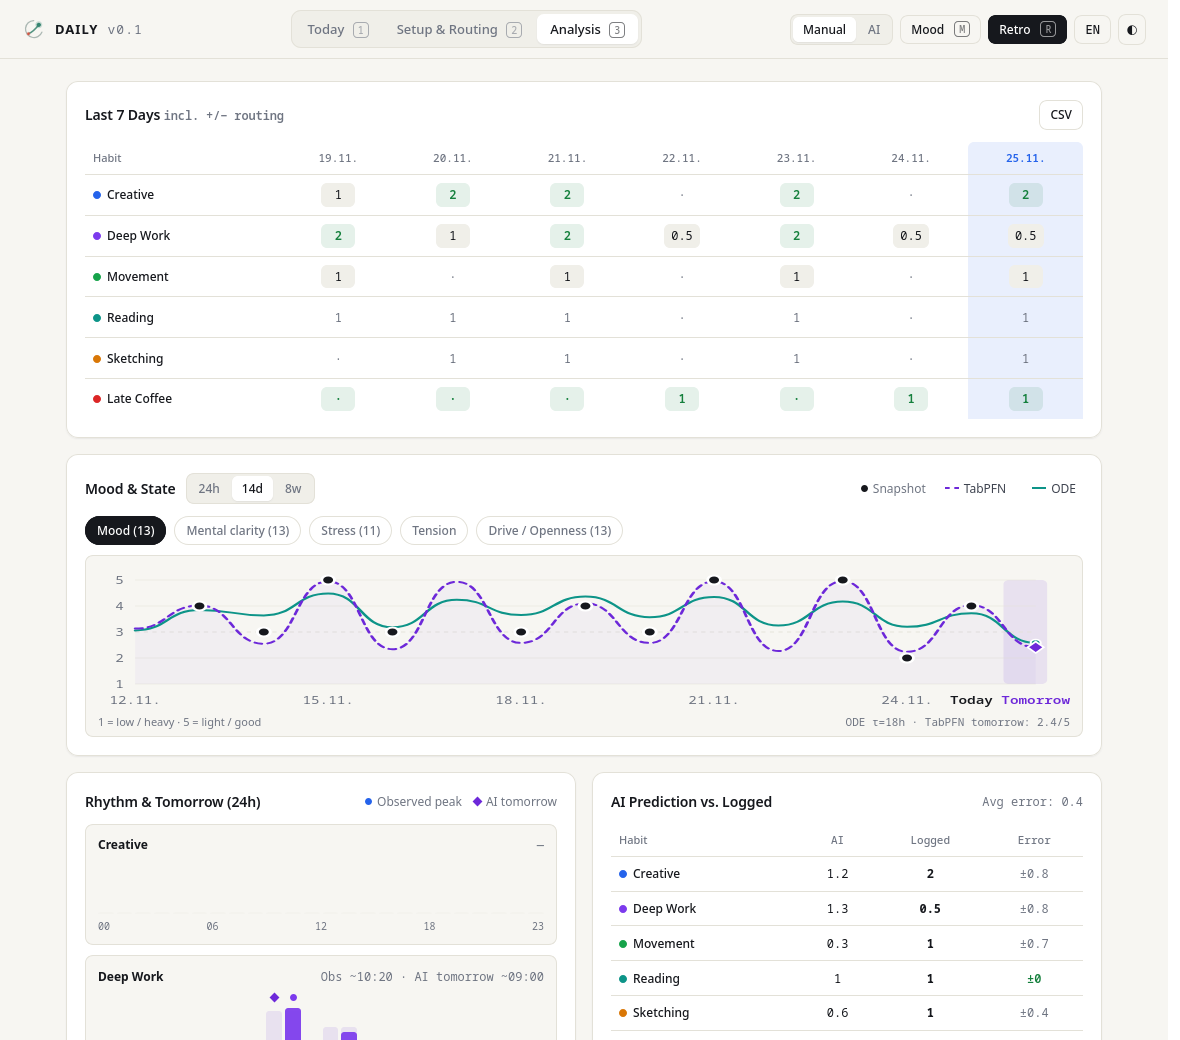 DAILY v0.1 Today 1 Setup & Routing 2 Analysis 3 Manual AI Mood M Retro R EN
Last 7 Days incl. +/− routing CSV
Habit 19.11. 20.11. 21.11. 22.11. 23.11. 24.11. 25.11.
Creative 1 2 2 · 2 · 2
Deep Work 2 1 2 0.5 2 0.5 0.5
Movement 1 · 1 · 1 · 1
Reading 1 1 1 · 1 · 1
Sketching · 1 1 · 1 · 1
Late Coffee · · · 1 · 1 1
Mood & State 24h 14d 8w Snapshot TabPFN ODE
Mood (13) Mental clarity (13) Stress (11) Tension Drive / Openness (13)
5
4
3
2
1
12.11. 15.11. 18.11. 21.11. 24.11. Today Tomorrow
1 = low / heavy · 5 = light / good ODE τ=18h · TabPFN tomorrow: 2.4/5
Rhythm & Tomorrow (24h) Observed peak AI tomorrow
Creative —
00 06 12 18 23
Deep Work Obs ~10:20 · AI tomorrow ~09:00
AI Prediction vs. Logged Avg error: 0.4
Habit AI Logged Error
Creative 1.2 2 ±0.8
Deep Work 1.3 0.5 ±0.8
Movement 0.3 1 ±0.7
Reading 1 1 ±0
Sketching 0.6 1 ±0.4